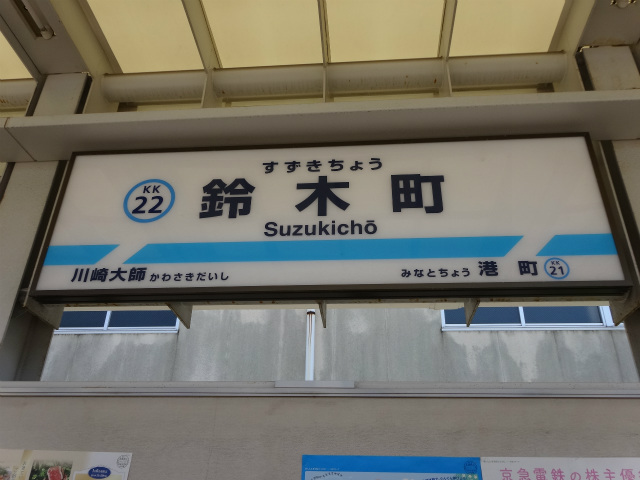 すずきちょう
KK
22
鈴木町
Suzukichō
川崎大師 かわさきだいし
みなとちょう 港町 KK 21
京急電鉄の株主優